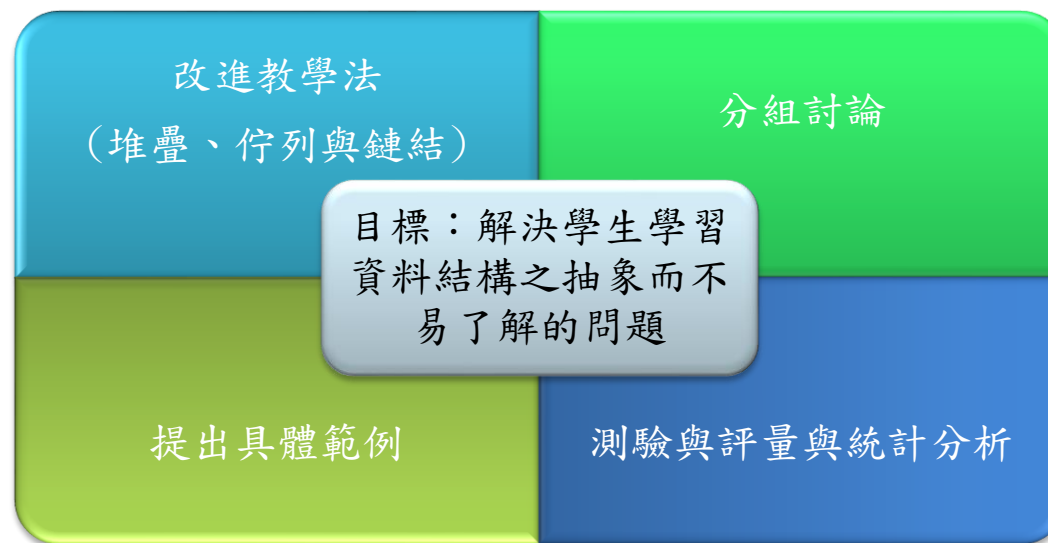 改進教學法
（堆疊、佇列與鏈結）
分組討論
目標：解決學生學習
資料結構之抽象而不
易了解的問題
提出具體範例
測驗與評量與統計分析